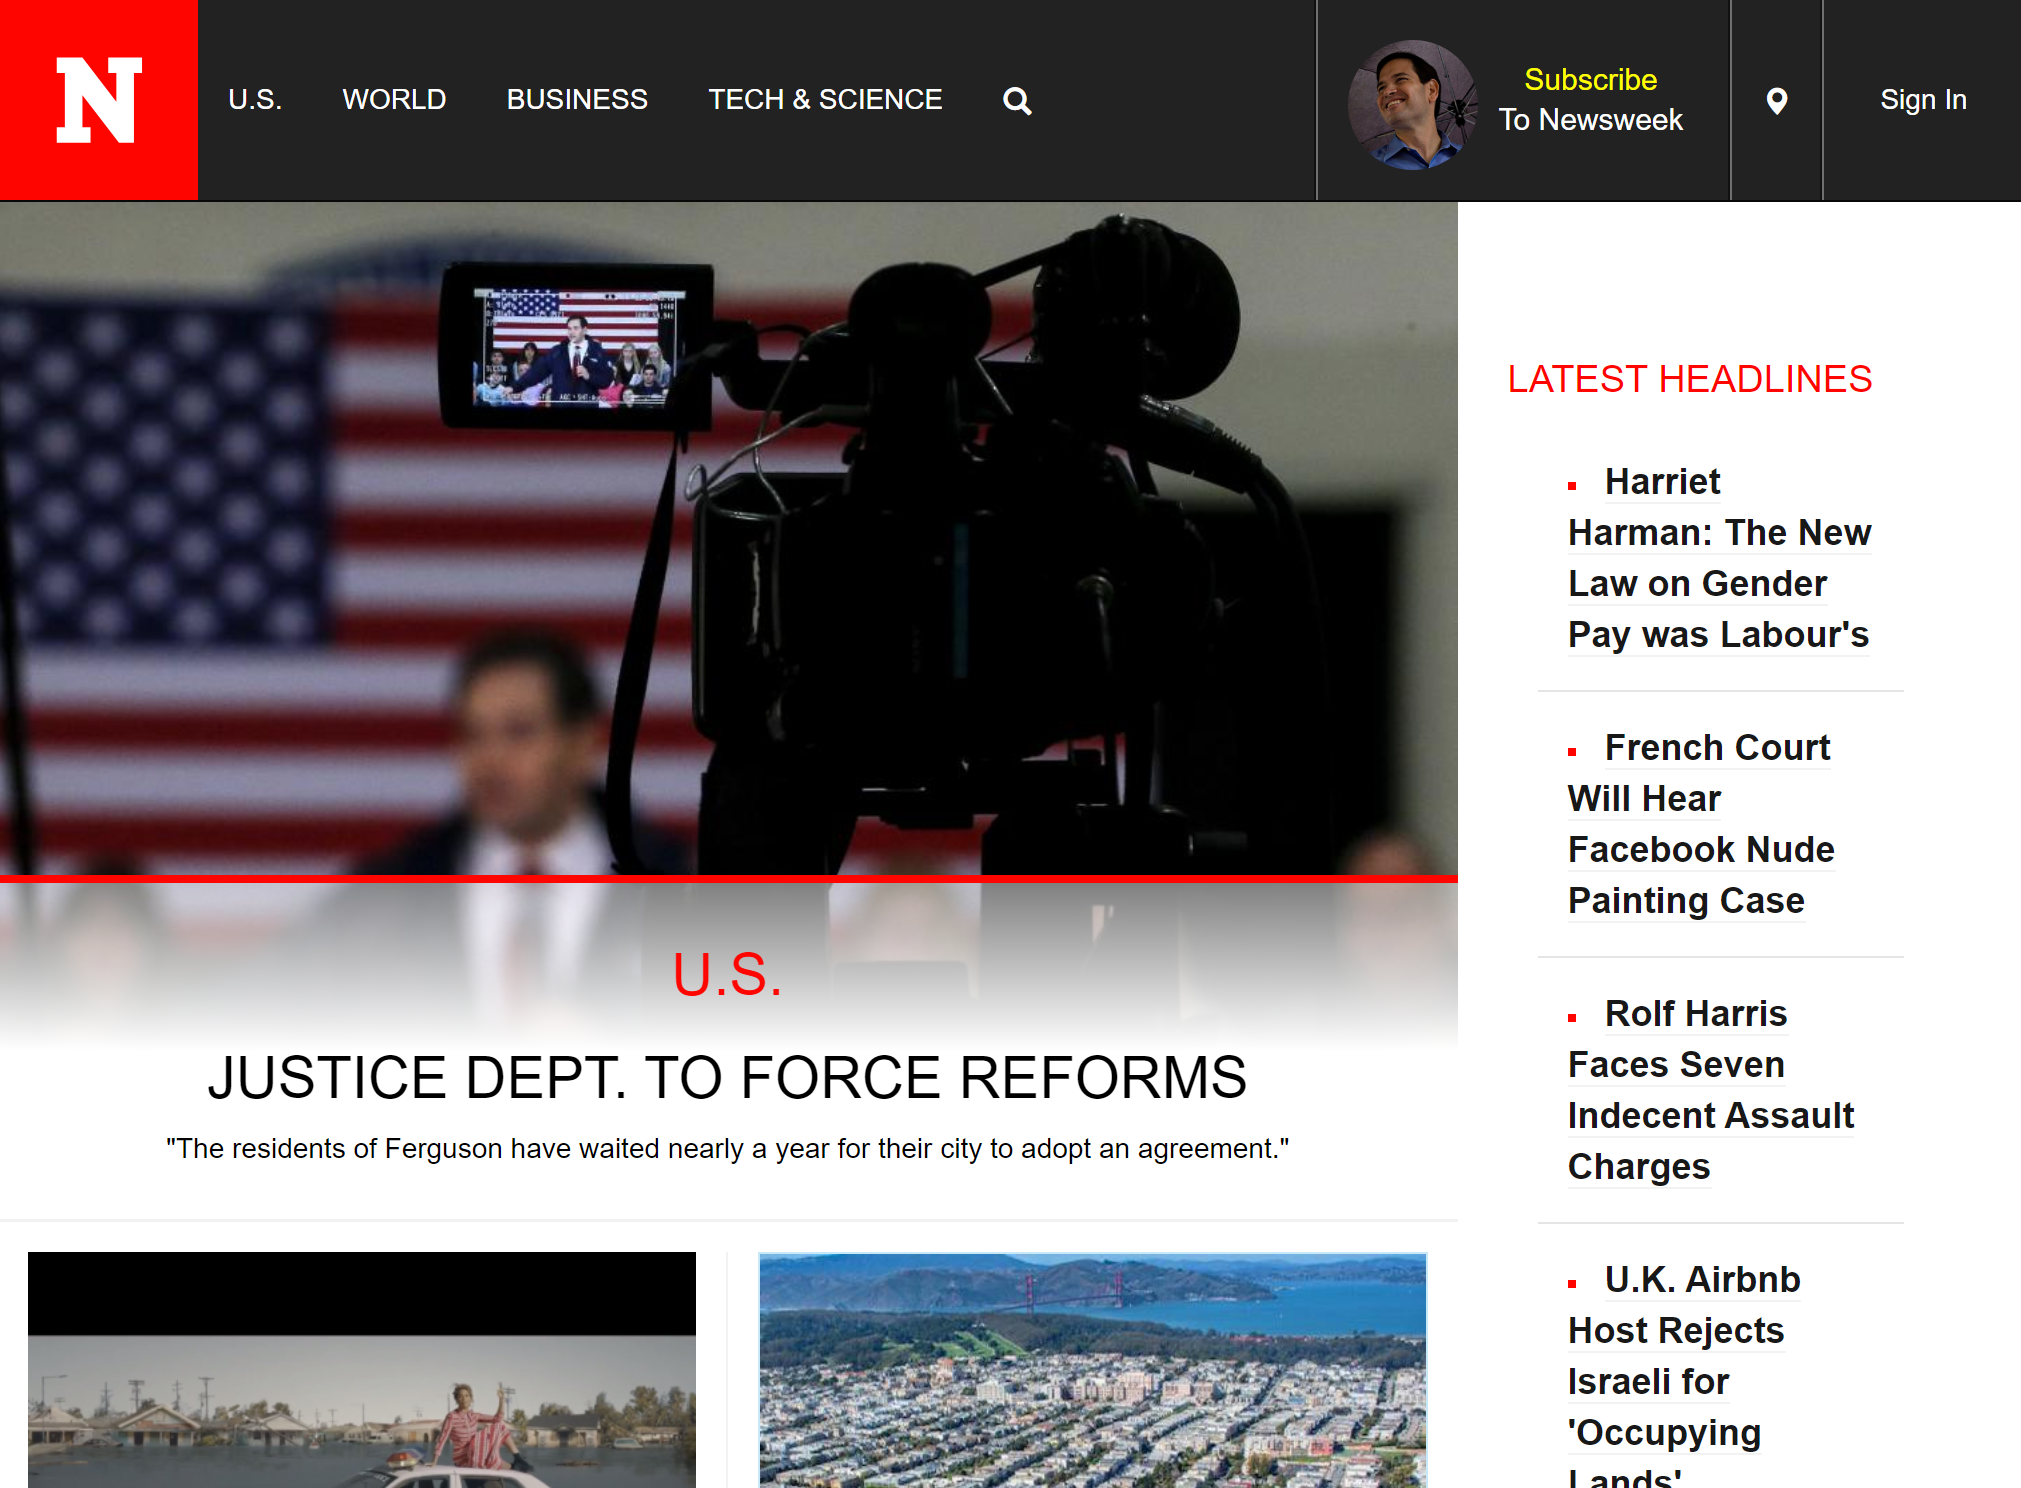 N
U.S.
WORLD
BUSINESS
TECH & SCIENCE
Subscribe
To Newsweek
Sign In
LATEST HEADLINES
Harriet
Harman: The New
Law on Gender
Pay was Labour's
French Court
Will Hear
Facebook Nude
Painting Case
Rolf Harris
Faces Seven
Indecent Assault
Charges
U.K. Airbnb
Host Rejects
Israeli for
'Occupying
Lands'
U.S.
JUSTICE DEPT. TO FORCE REFORMS
"The residents of Ferguson have waited nearly a year for their city to adopt an agreement."